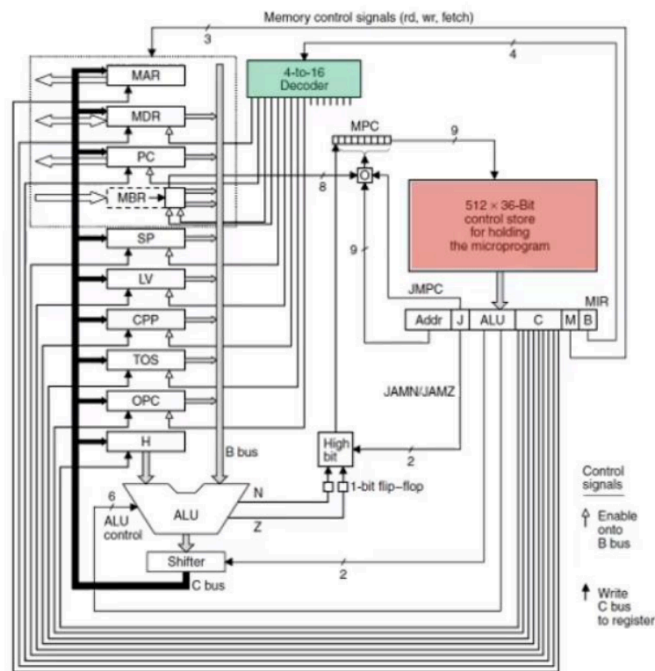 Memory control signals (rd, wr, fetch)
3
4
MAR
4-to-16
Decoder
MDR
MPC
9
PC
8
O
MBR
512 × 36-Bit
control store
for holding
the microprogram
SP
9
LV
JMPC
MIR
Addr J ALU C M B
CPP
TOS
JAMN/JAMZ
OPC
H
High
bit
2
B bus
6
ALU
control
ALU
N
Z
1-bit flip–flop
Control
signals
Enable
onto
B bus
Shifter
C bus
2
Write
C bus
to register